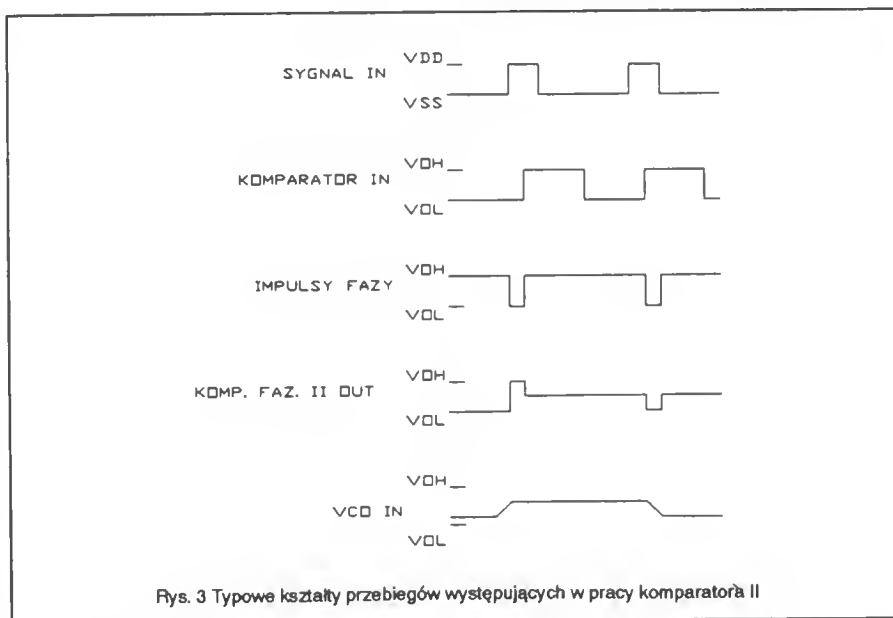 VDD
SYGNAL IN
VSS
VOH
KOMPARATOR IN
VOL
VOH
IMPULSY FAZY
VOL
VOH
KOMP. FAZ. II OUT
VOL
VOH
VCO IN
VOL
Rys. 3 Typowe kształty przebiegów występujących w pracy komparatora II